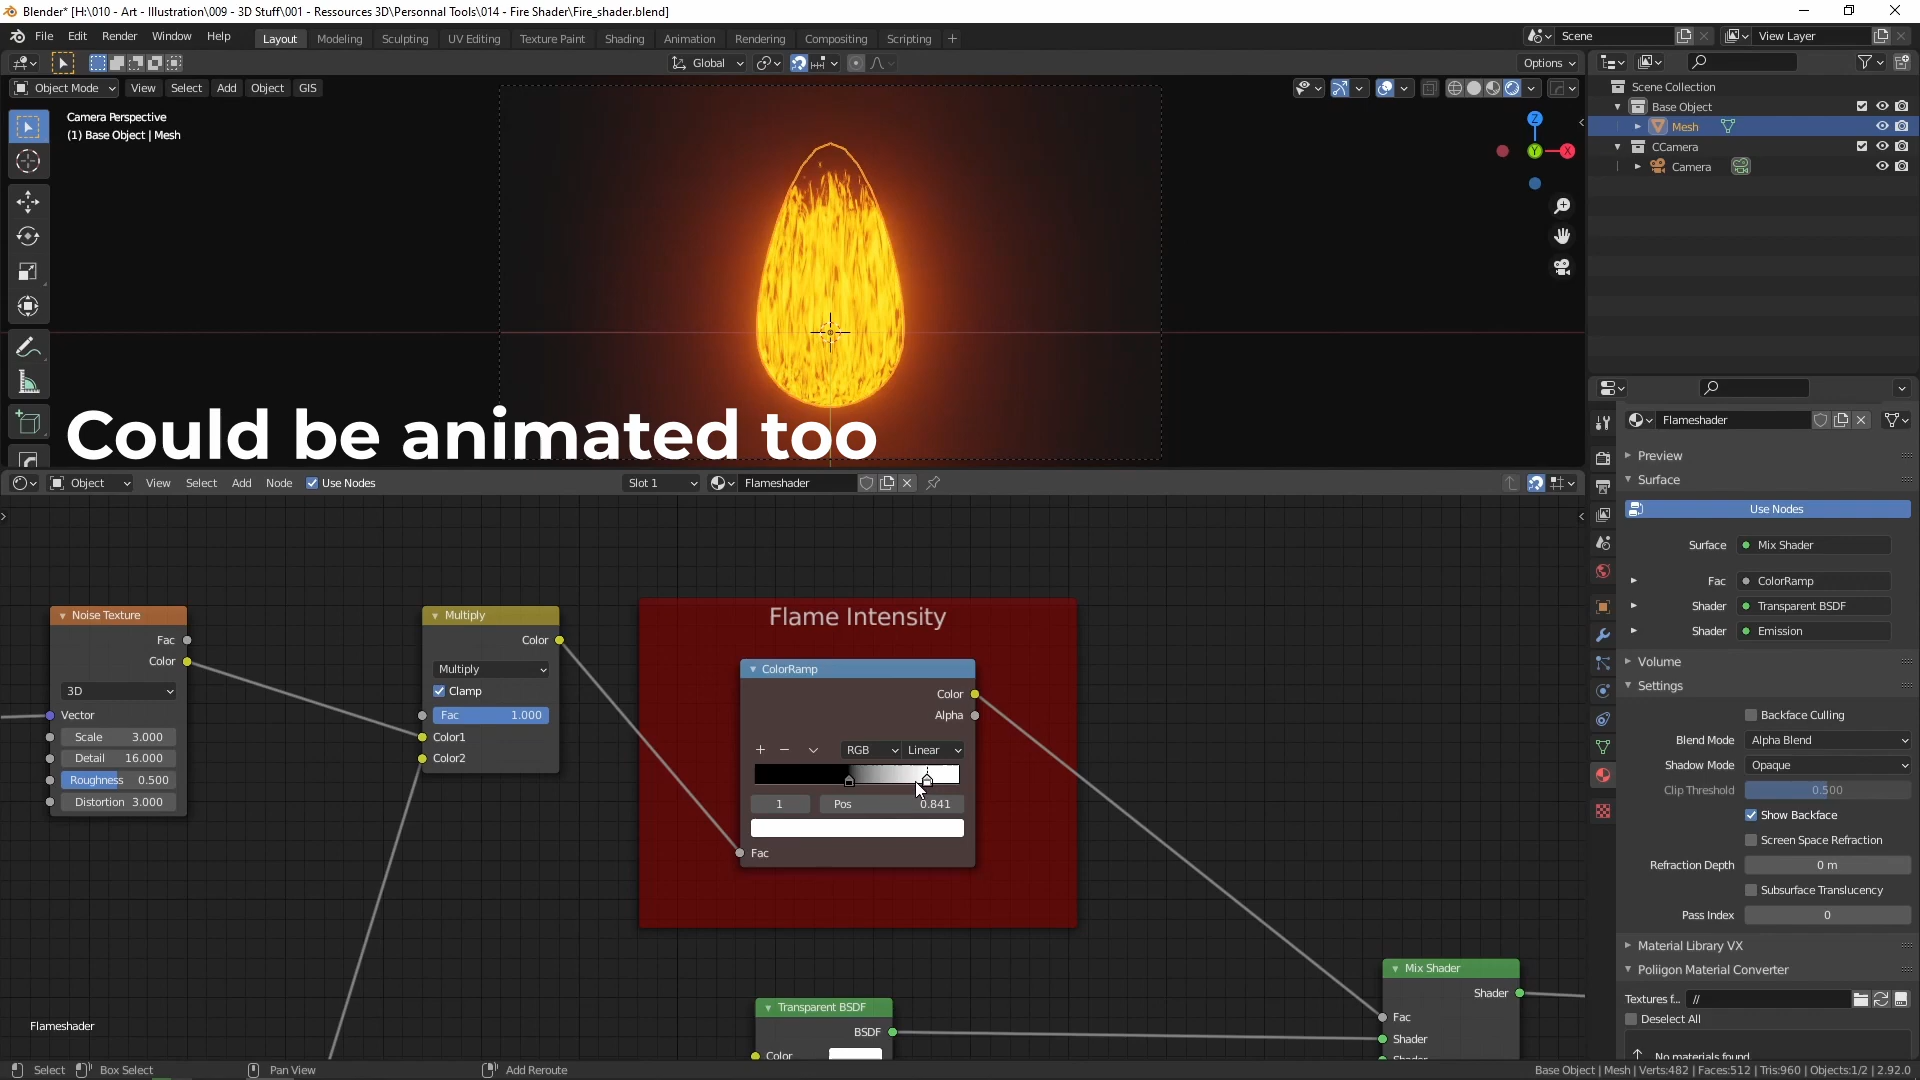 Blender* [H:\010 - Art - Illustration\009 - 3D Stuff\001 - Ressources 3D\Personnal Tools\014 - Fire Shader\Fire_shader.blend]
File Edit Render Window Help Layout Modeling Sculpting UV Editing Texture Paint Shading Animation Rendering Compositing Scripting + Scene View Layer
Global Options
Object Mode View Select Add Object GIS
Camera Perspective
(1) Base Object | Mesh
Z
Y X
Scene Collection
Base Object
Mesh
CCamera
Camera
Could be animated too
Object View Select Add Node Use Nodes Slot 1 Flameshader
Noise Texture
Fac
Color
3D
Vector
Scale 3.000
Detail 16.000
Roughness 0.500
Distortion 3.000
Multiply
Color
Multiply
Clamp
Fac 1.000
Color1
Color2
Flame Intensity
ColorRamp
Color
Alpha
+ − RGB Linear
1 Pos 0.841
Fac
Transparent BSDF
BSDF
Color
Mix Shader
Shader
Fac
Shader
Shader
Flameshader
Flameshader
Preview
Surface
Use Nodes
Surface Mix Shader
Fac ColorRamp
Shader Transparent BSDF
Shader Emission
Volume
Settings
Backface Culling
Blend Mode Alpha Blend
Shadow Mode Opaque
Clip Threshold 0.500
Show Backface
Screen Space Refraction
Refraction Depth 0 m
Subsurface Translucency
Pass Index 0
Material Library VX
Poliigon Material Converter
Textures f... //
Deselect All
No materials found
Select Box Select Pan View Add Reroute Base Object | Mesh | Verts:482 | Faces:512 | Tris:960 | Objects:1/2 | 2.92.0